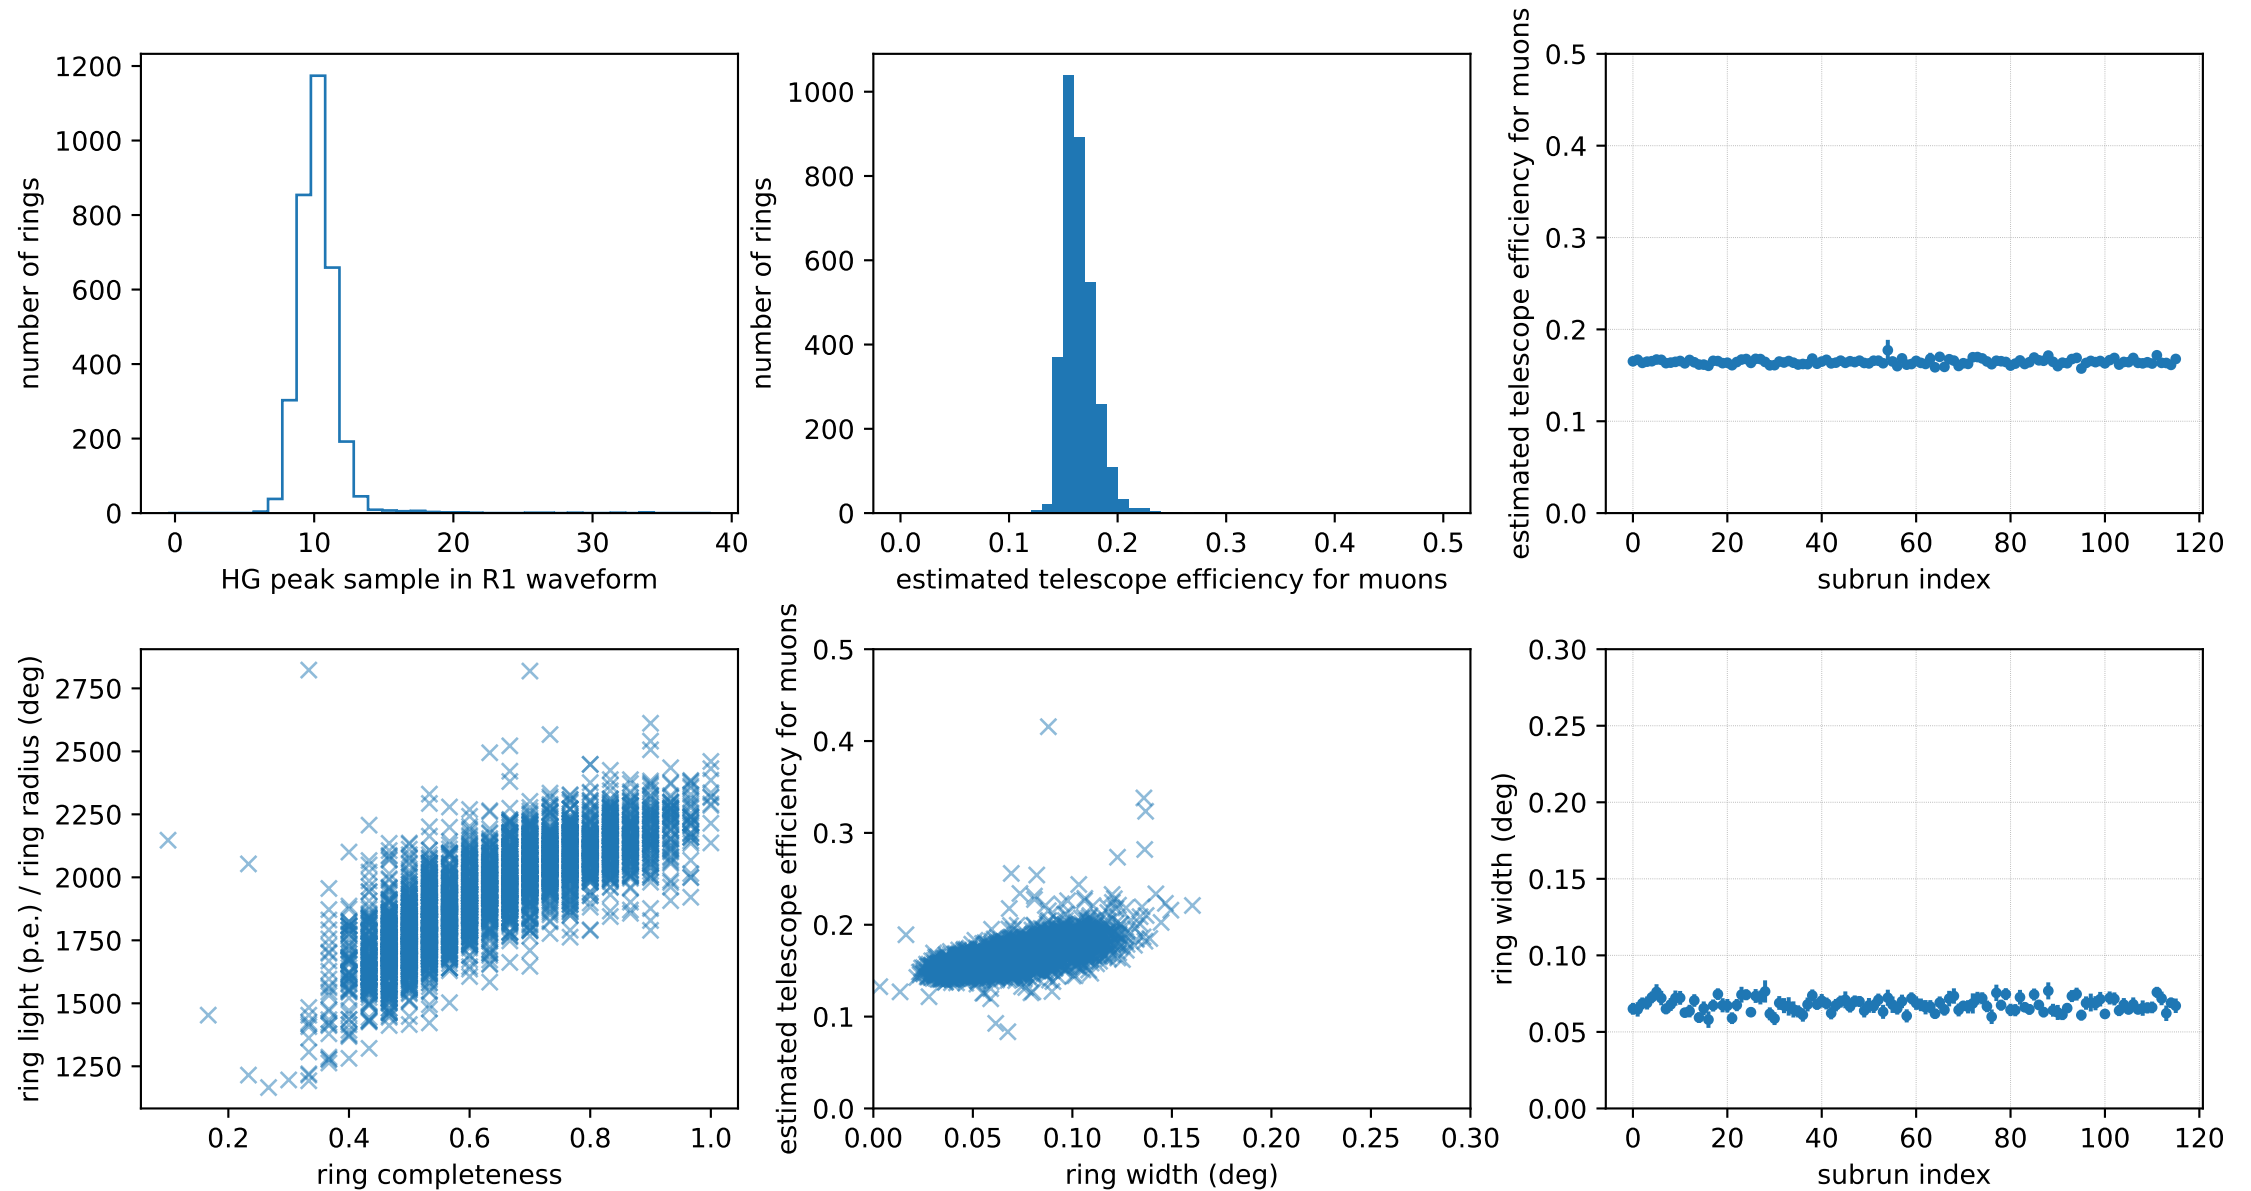 number of rings
1200
1000
800
600
400
200
0
0 10 20 30 40
HG peak sample in R1 waveform
number of rings
1000
800
600
400
200
0
0.0 0.1 0.2 0.3 0.4 0.5
estimated telescope efficiency for muons
estimated telescope efficiency for muons
0.5
0.4
0.3
0.2
0.1
0.0
0 20 40 60 80 100 120
subrun index
ring light (p.e.) / ring radius (deg)
2750
2500
2250
2000
1750
1500
1250
0.2 0.4 0.6 0.8 1.0
ring completeness
estimated telescope efficiency for muons
0.5
0.4
0.3
0.2
0.1
0.0
0.00 0.05 0.10 0.15 0.20 0.25 0.30
ring width (deg)
ring width (deg)
0.30
0.25
0.20
0.15
0.10
0.05
0.00
0 20 40 60 80 100 120
subrun index